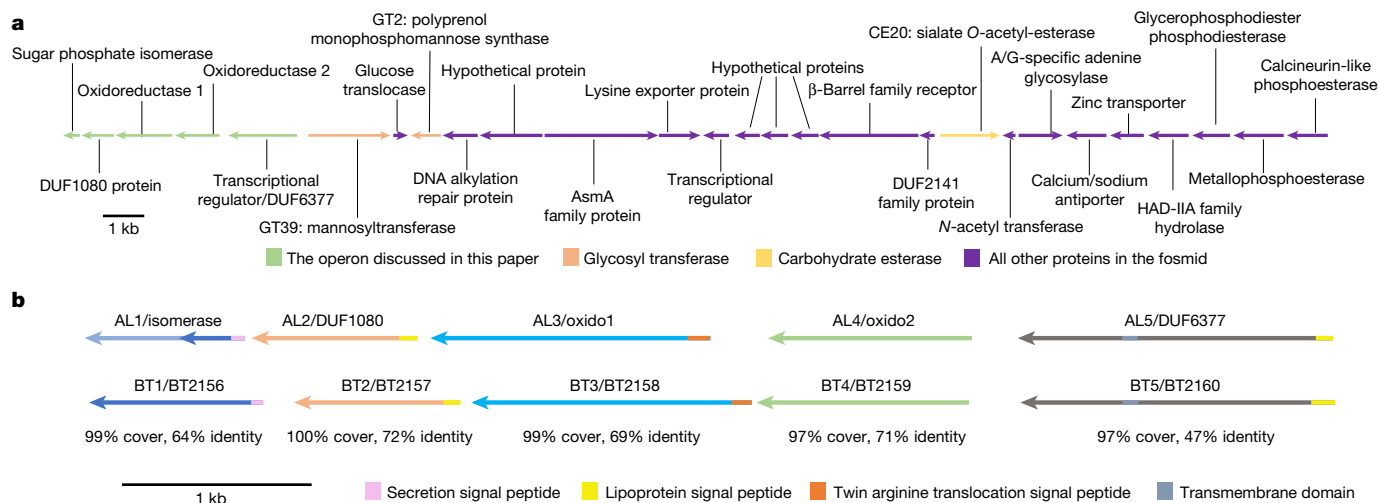 a
GT2: polyprenol
monophosphomannose synthase
Sugar phosphate isomerase
Oxidoreductase 1
Oxidoreductase 2
Glucose
translocase
Hypothetical protein
Lysine exporter protein
Hypothetical proteins
β-Barrel family receptor
CE20: sialate O-acetyl-esterase
A/G-specific adenine
glycosylase
Zinc transporter
Glycerophosphodiester
phosphodiesterase
Calcineurin-like
phosphoesterase
DUF1080 protein
Transcriptional
regulator/DUF6377
GT39: mannosyltransferase
DNA alkylation
repair protein
AsmA
family protein
Transcriptional
regulator
DUF2141
family protein
N-acetyl transferase
Calcium/sodium
antiporter
HAD-IIA family
hydrolase
Metallophosphoesterase
1 kb
The operon discussed in this paper
Glycosyl transferase
Carbohydrate esterase
All other proteins in the fosmid
b
AL1/isomerase
AL2/DUF1080
AL3/oxido1
AL4/oxido2
AL5/DUF6377
BT1/BT2156
BT2/BT2157
BT3/BT2158
BT4/BT2159
BT5/BT2160
99% cover, 64% identity
100% cover, 72% identity
99% cover, 69% identity
97% cover, 71% identity
97% cover, 47% identity
1 kb
Secretion signal peptide
Lipoprotein signal peptide
Twin arginine translocation signal peptide
Transmembrane domain